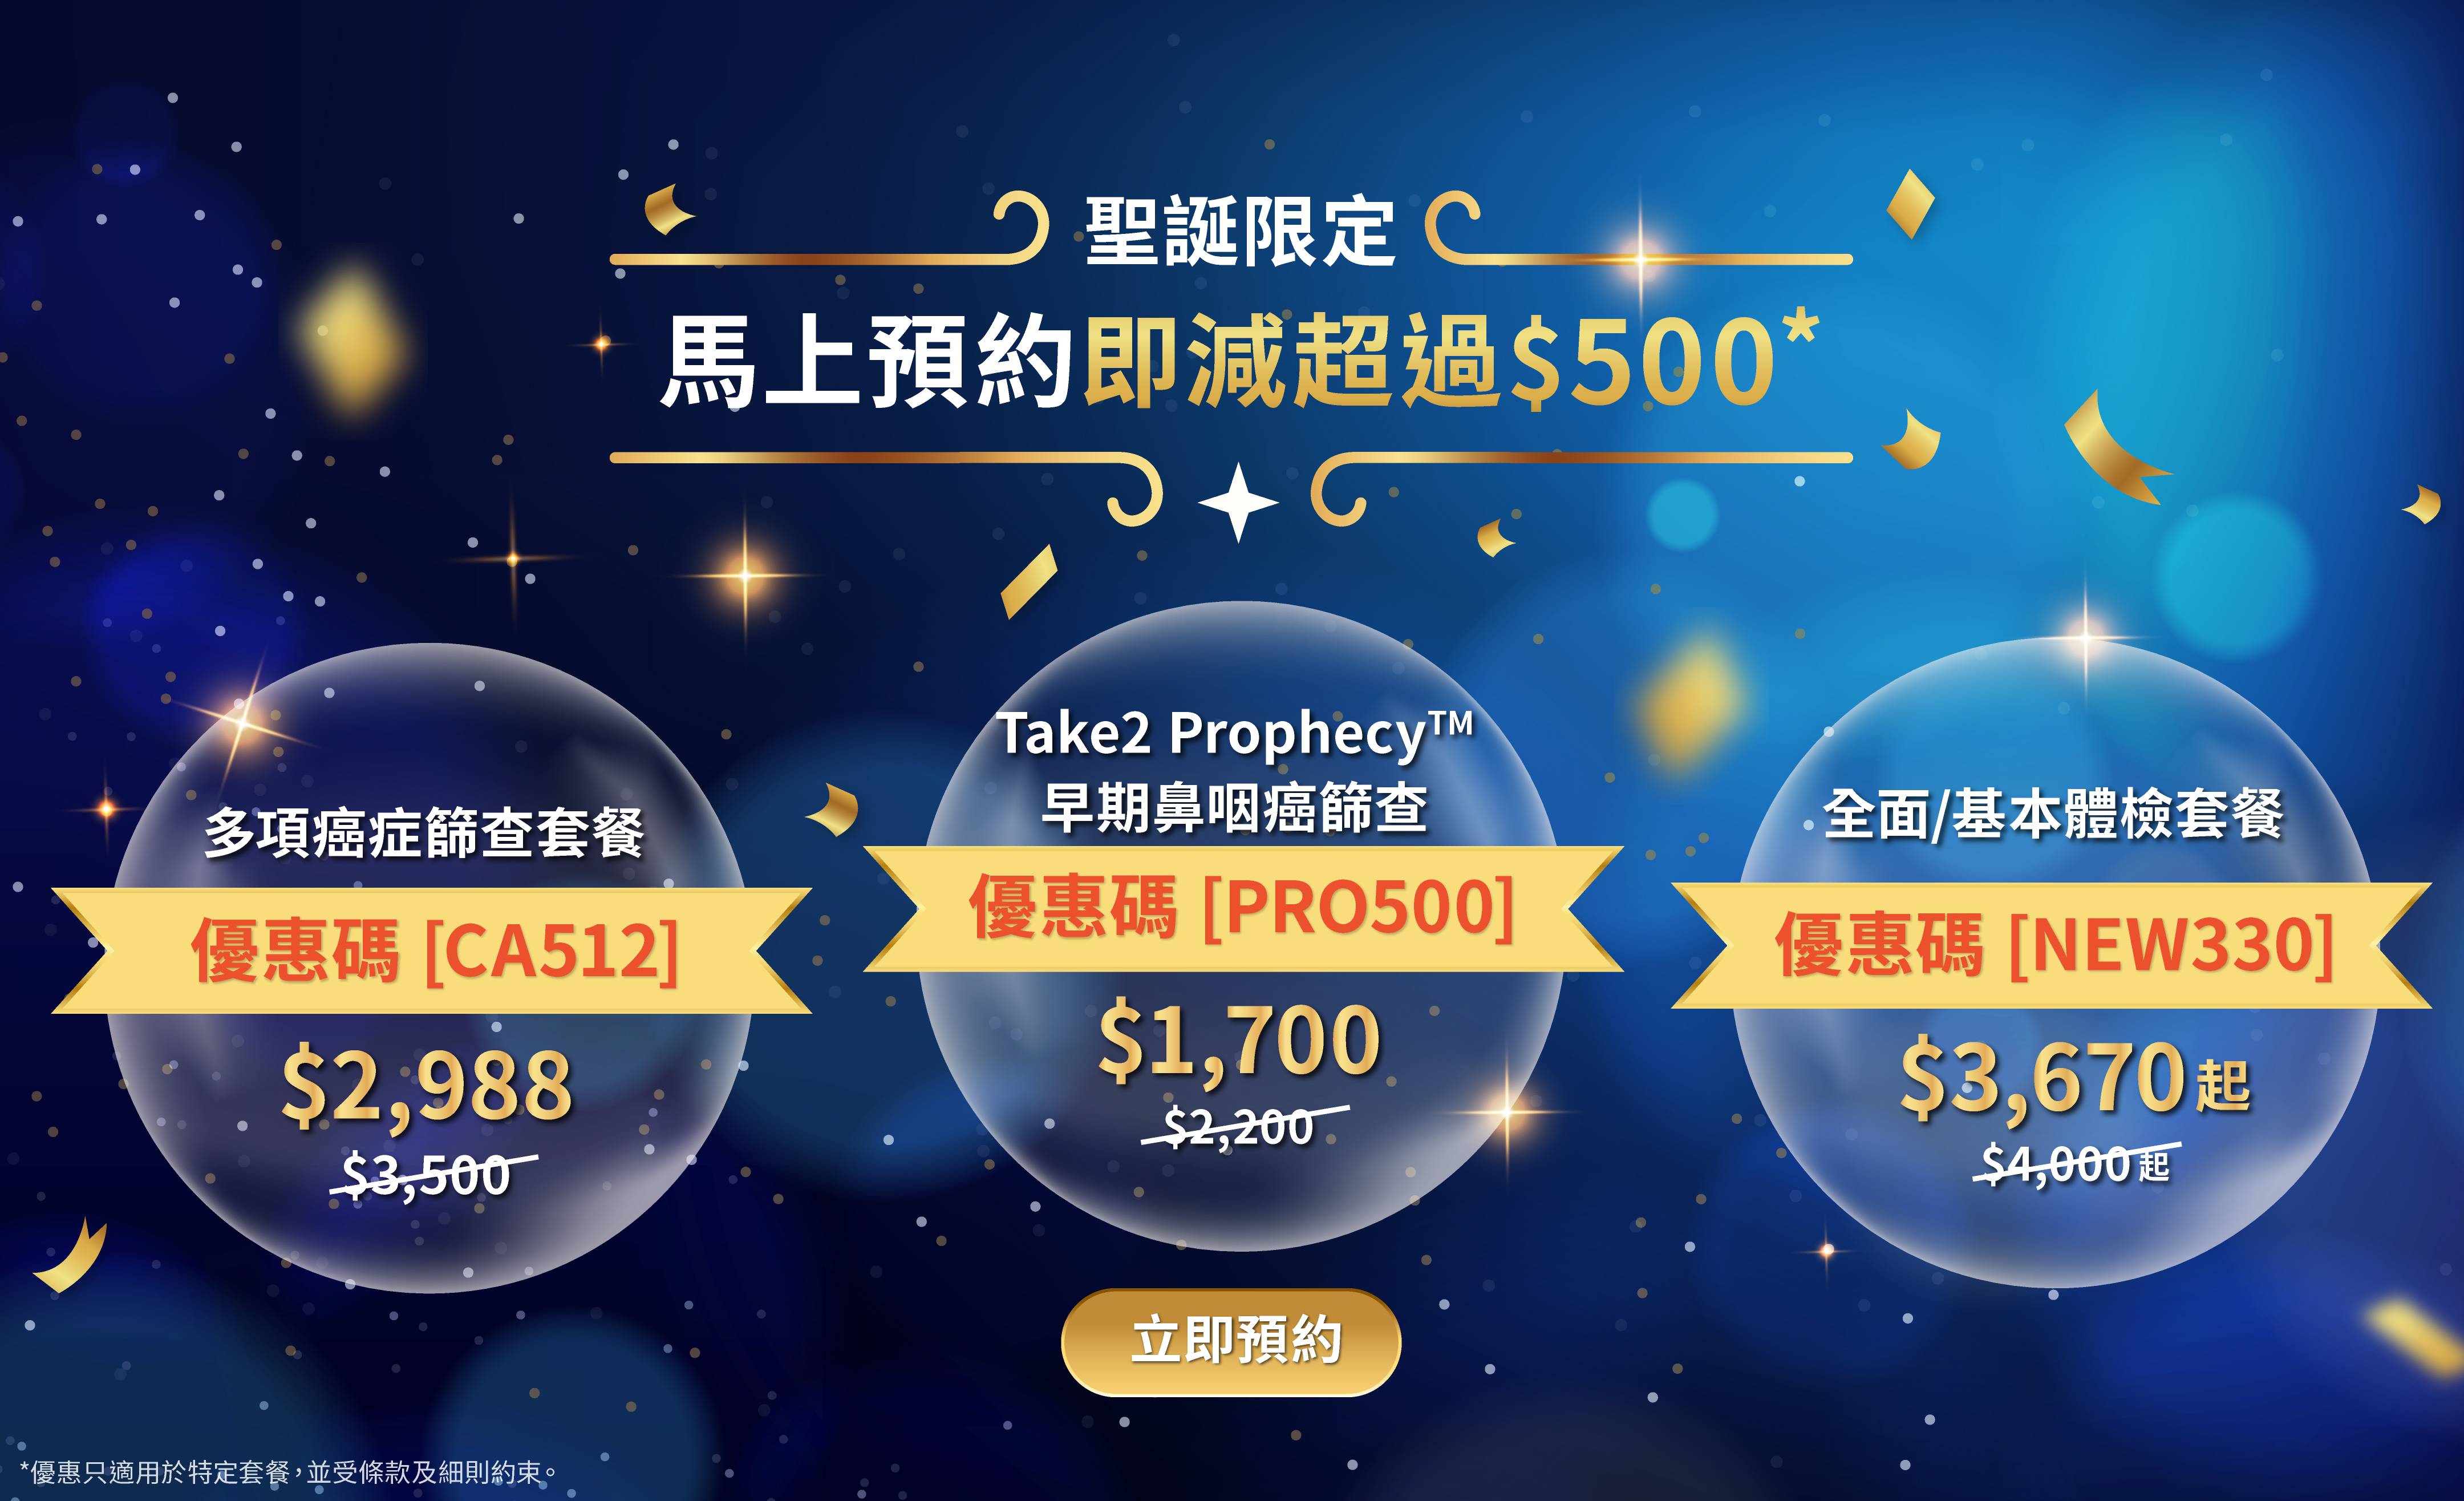 聖誕限定
馬上預約即減超過$500*
多項癌症篩查套餐
優惠碼 [CA512]
$2,988
$3,500
Take2 Prophecy™
早期鼻咽癌篩查
優惠碼 [PRO500]
$1,700
$2,200
全面/基本體檢套餐
優惠碼 [NEW330]
$3,670起
$4,000起
立即預約
*優惠只適用於特定套餐，並受條款及細則約束。